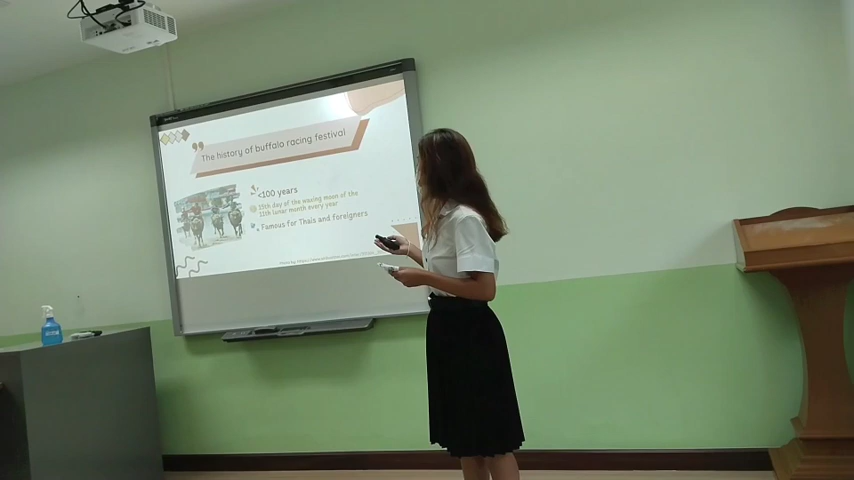 The history of buffalo racing festival
<100 years
15th day of the waxing moon of the
11th lunar month every year
Famous for Thais and foreigners